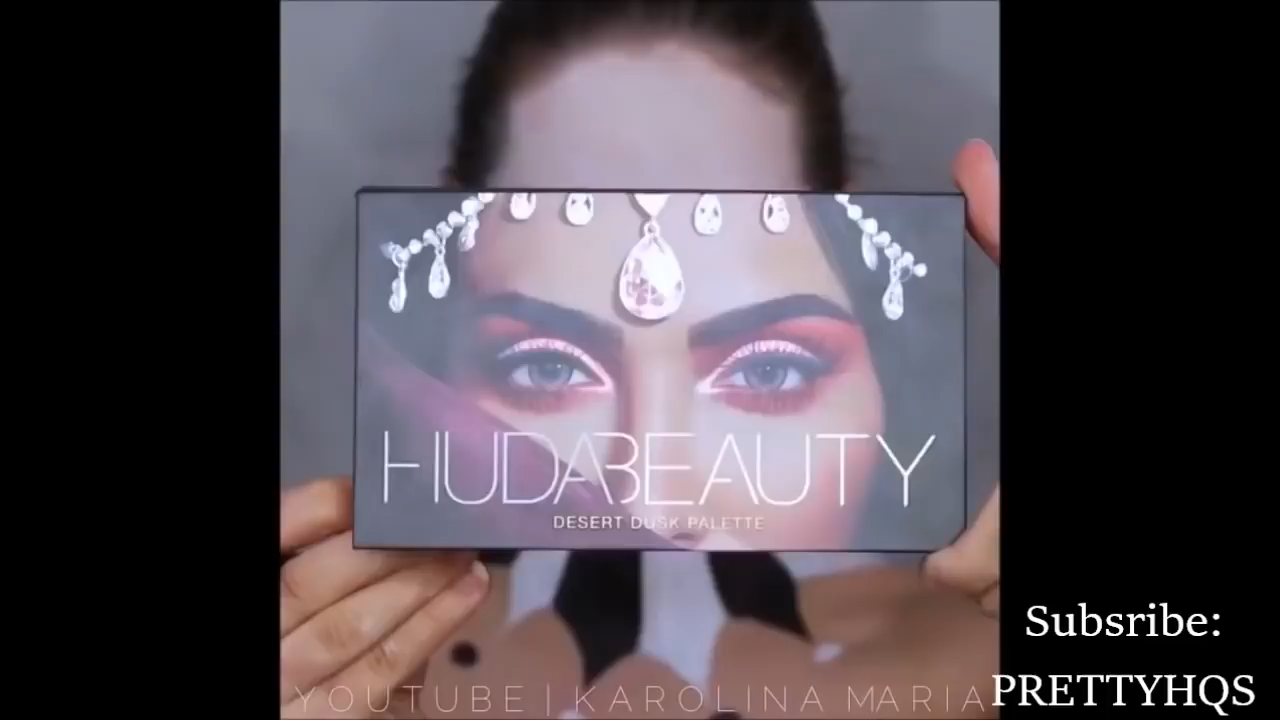 HUDABEAUTY
DESERT DUSK PALETTE
Subsribe:
YOUTUBE | KAROLINA MARIA
PRETTYHQS